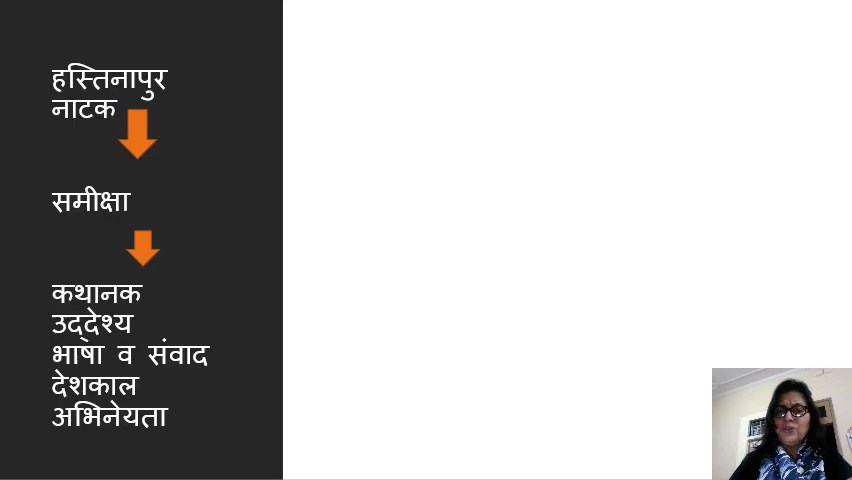 हस्तिनापुर
नाटक
समीक्षा
कथानक
उद्देश्य
भाषा व संवाद
देशकाल
अभिनेयता